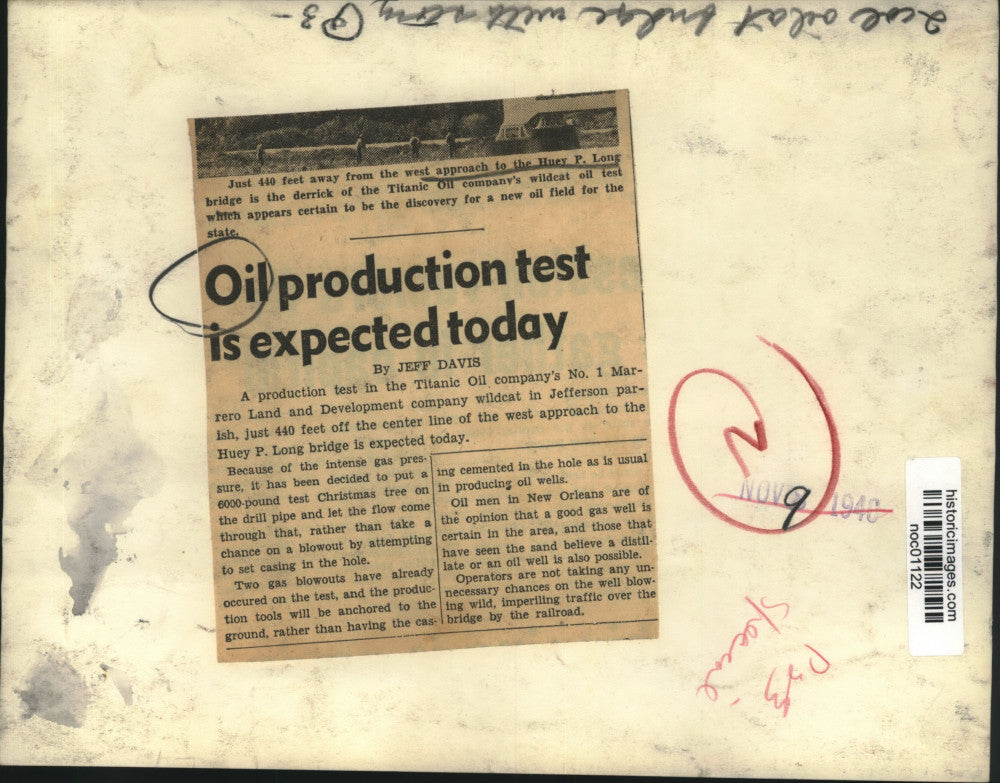 2 col oilat bridge with story P3-
Just 440 feet away from the west approach to the Huey P. Long
bridge is the derrick of the Titanic Oil company's wildcat oil test
which appears certain to be the discovery for a new oil field for the
state.
Oil production test
is expected today
By JEFF DAVIS
A production test in the Titanic Oil company's No. 1 Mar-
rero Land and Development company wildcat in Jefferson par-
ish, just 440 feet off the center line of the west approach to the
Huey P. Long bridge is expected today.
Because of the intense gas pres-
sure, it has been decided to put a
6000-pound test Christmas tree on
the drill pipe and let the flow come
through that, rather than take a
chance on a blowout by attempting
to set casing in the hole.
Two gas blowouts have already
occured on the test, and the produc-
tion tools will be anchored to the
ground, rather than having the cas-
ing cemented in the hole as is usual
in producing oil wells.
Oil men in New Orleans are of
the opinion that a good gas well is
certain in the area, and those that
have seen the sand believe a distil-
late or an oil well is also possible.
Operators are not taking any un-
necessary chances on the well blow-
ing wild, imperiling traffic over the
bridge by the railroad.
N
NOV 9 1940
historicimages.com
noc01122